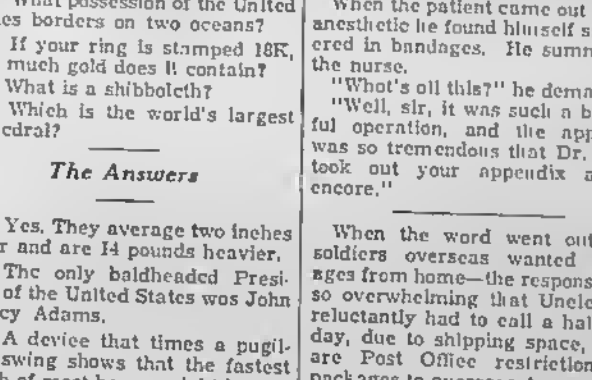 What possession of the United
es borders on two oceans?
If your ring is stamped 18K,
much gold does it contain?
What is a shibboleth?
Which is the world's largest
cdral?
The Answers
Yes. They average two inches
r and are 14 pounds heavier.
The only baldheaded Presi-
of the United States was John
cy Adams.
A device that times a pugil-
swing shows that the fastest
When the patient came out
anesthetic he found himself s
ered in bandages. He summ
the nurse.
"What's all this?" he dema
"Well, sir, it was such a b
ful operation, and the app
was so tremendous that Dr.
took out your appendix a
encore."
When the word went out
soldiers overseas wanted
ages from home—the respons
so overwhelming that Uncle
reluctantly had to call a hal
day, due to shipping space,
are Post Office restriction